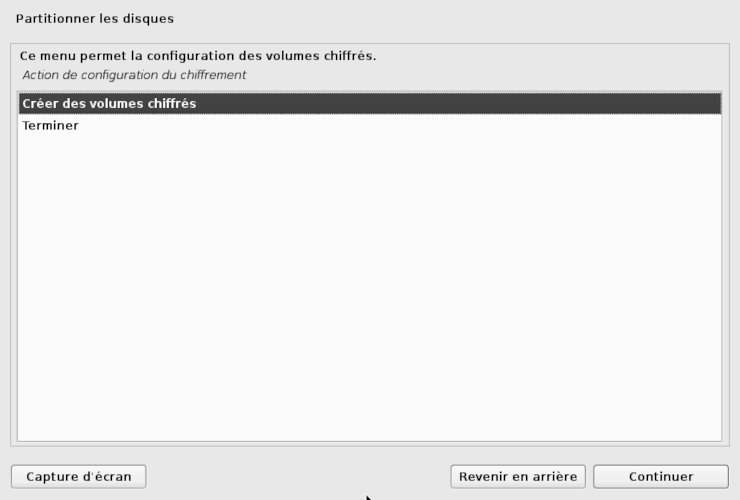 Partitionner les disques
Ce menu permet la configuration des volumes chiffrés.
Action de configuration du chiffrement
Créer des volumes chiffrés
Terminer
Capture d'écran
Revenir en arrière
Continuer